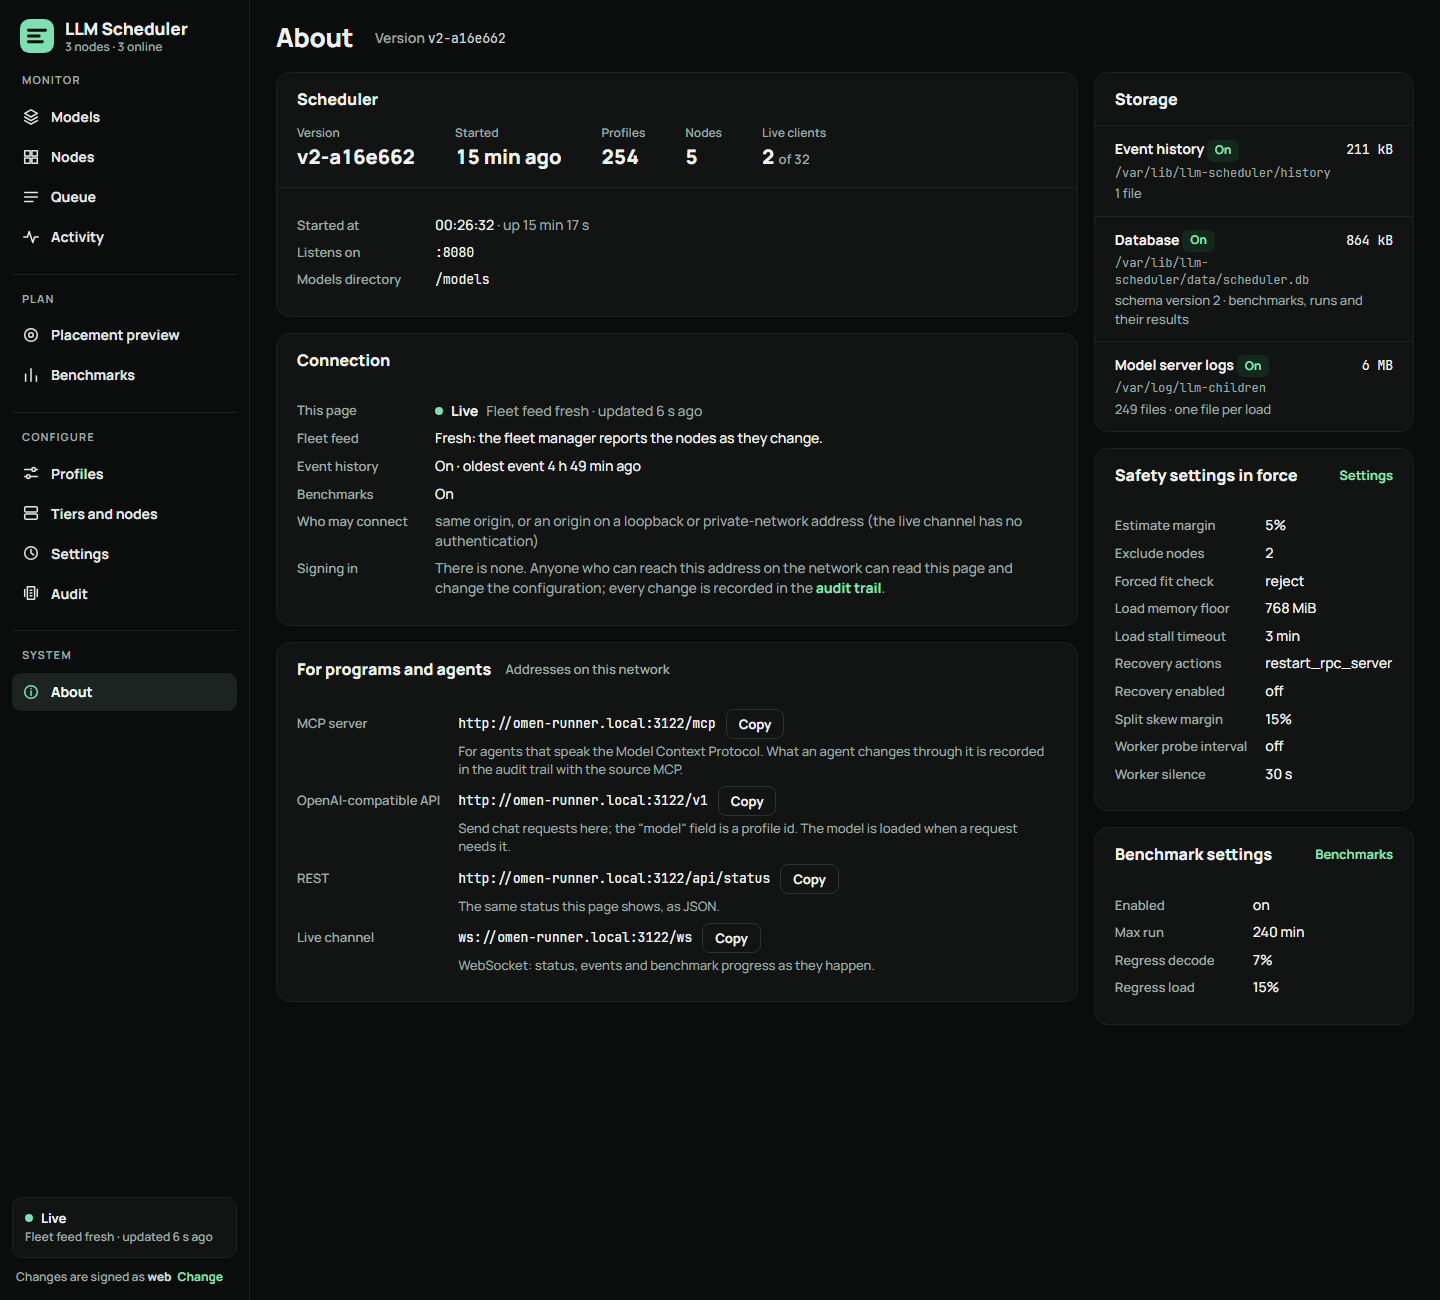 LLM Scheduler
3 nodes · 3 online
MONITOR
Models
Nodes
Queue
Activity
PLAN
Placement preview
Benchmarks
CONFIGURE
Profiles
Tiers and nodes
Settings
Audit
SYSTEM
About
Live
Fleet feed fresh · updated 6 s ago
Changes are signed as web Change
About Version v2-a16e662
Scheduler
Version Started Profiles Nodes Live clients
v2-a16e662 15 min ago 254 5 2 of 32
Started at 00:26:32 · up 15 min 17 s
Listens on :8080
Models directory /models
Connection
This page Live Fleet feed fresh · updated 6 s ago
Fleet feed Fresh: the fleet manager reports the nodes as they change.
Event history On · oldest event 4 h 49 min ago
Benchmarks On
Who may connect same origin, or an origin on a loopback or private-network address (the live channel has no
authentication)
Signing in There is none. Anyone who can reach this address on the network can read this page and
change the configuration; every change is recorded in the audit trail.
For programs and agents Addresses on this network
MCP server http://omen-runner.local:3122/mcp Copy
For agents that speak the Model Context Protocol. What an agent changes through it is recorded
in the audit trail with the source MCP.
OpenAI-compatible API http://omen-runner.local:3122/v1 Copy
Send chat requests here; the "model" field is a profile id. The model is loaded when a request
needs it.
REST http://omen-runner.local:3122/api/status Copy
The same status this page shows, as JSON.
Live channel ws://omen-runner.local:3122/ws Copy
WebSocket: status, events and benchmark progress as they happen.
Storage
Event history On 211 kB
/var/lib/llm-scheduler/history
1 file
Database On 864 kB
/var/lib/llm-
scheduler/data/scheduler.db
schema version 2 · benchmarks, runs and
their results
Model server logs On 6 MB
/var/log/llm-children
249 files · one file per load
Safety settings in force Settings
Estimate margin 5%
Exclude nodes 2
Forced fit check reject
Load memory floor 768 MiB
Load stall timeout 3 min
Recovery actions restart_rpc_server
Recovery enabled off
Split skew margin 15%
Worker probe interval off
Worker silence 30 s
Benchmark settings Benchmarks
Enabled on
Max run 240 min
Regress decode 7%
Regress load 15%